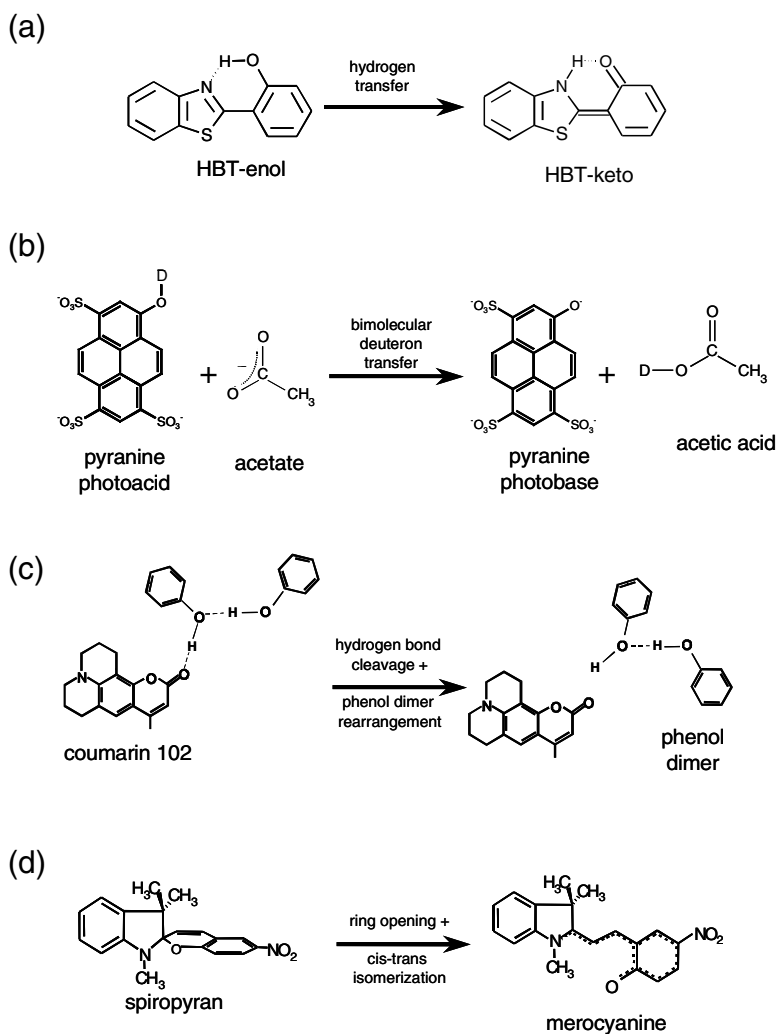 (a)
H—O
N
S
HBT-enol
hydrogen
transfer
N
H
O
S
HBT-keto
(b)
D
O
-O3S
-O3S
SO3-
pyranine
photoacid
+
O
−
O-
C
CH3
acetate
bimolecular
deuteron
transfer
-O3S
O-
-O3S
SO3-
pyranine
photobase
+
O
D
O
C
CH3
acetic acid
(c)
O
H
O
H
N
O
O
coumarin 102
hydrogen bond
cleavage +
phenol dimer
rearrangement
N
O
O
H
O
H
O
phenol
dimer
(d)
H3C
CH3
N
O
NO2
CH3
spiropyran
ring opening +
cis-trans
isomerization
H3C
CH3
N
CH3
O
NO2
merocyanine